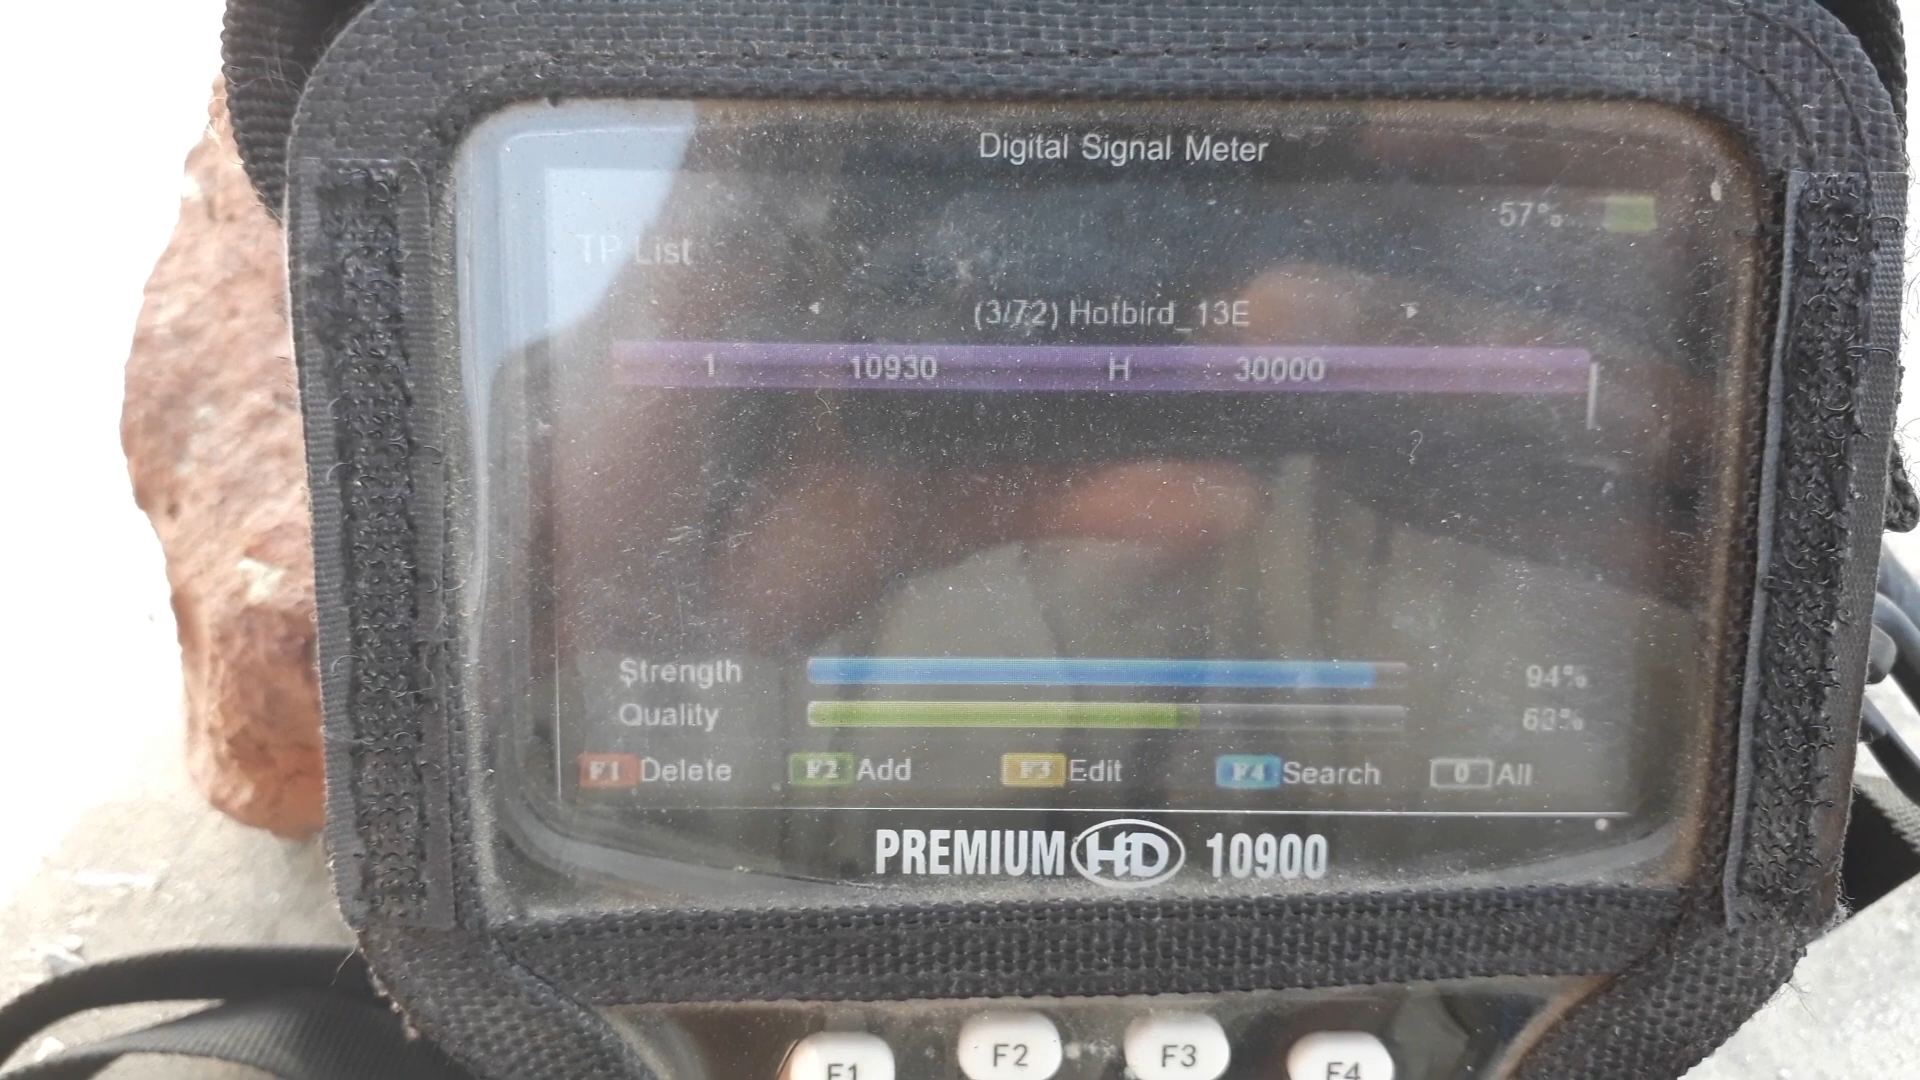 Digital Signal Meter
57%
TP List
(3/72) Hotbird_13E
1 10930 H 30000
Strength 94%
Quality 63%
F1 Delete F2 Add F3 Edit F4 Search 0 All
PREMIUM HD 10900
F1 F2 F3 F4